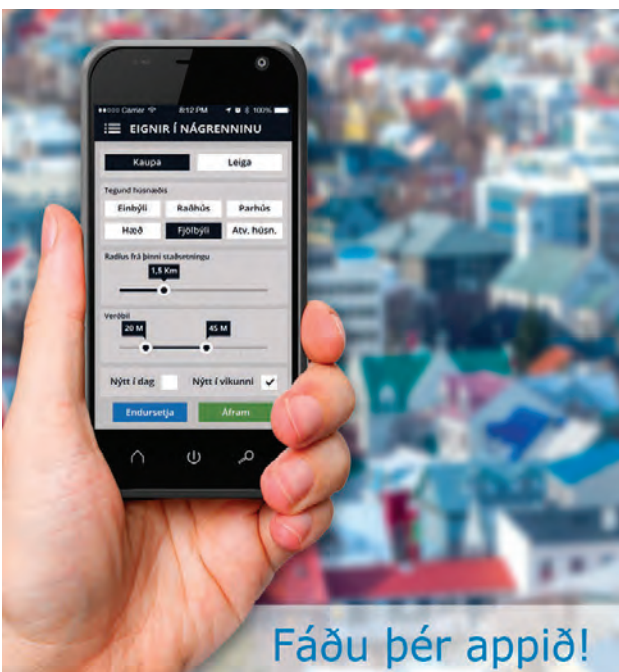 ●●○○○ Carrier 8:12 PM 100%
EIGNIR Í NÁGRENNINU
Kaupa Leiga
Tegund húsnæðis
Einbýli Raðhús Parhús
Hæð Fjölbýli Atv. húsn.
Radíus frá þinni staðsetningu
1,5 Km
Verðbil
20 M 45 M
Nýtt í dag Nýtt í vikunni ✓
Endursetja Áfram
Fáðu þér appið!